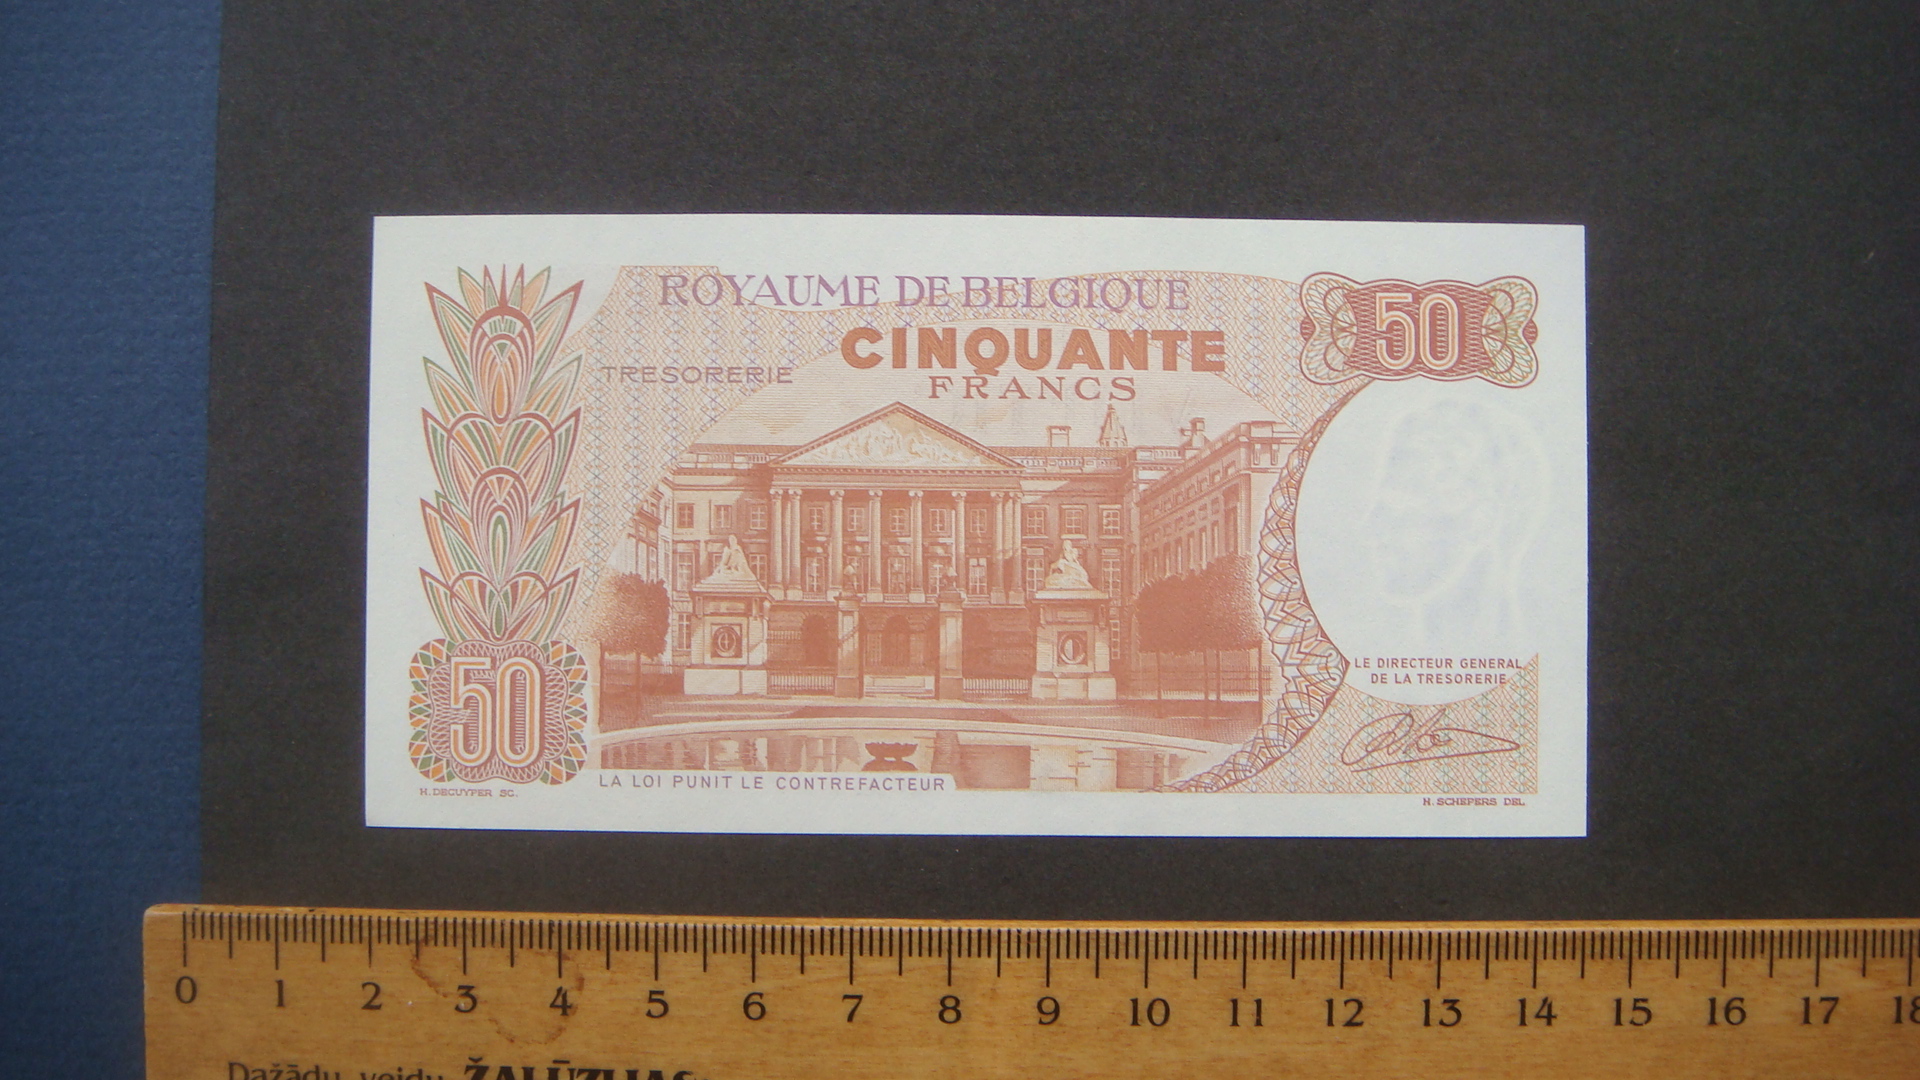 ROYAUME DE BELGIQUE
50
CINQUANTE
TRESORERIE
FRANCS
LE DIRECTEUR GENERAL
DE LA TRESORERIE
50
LA LOI PUNIT LE CONTREFACTEUR
H. DECUYPER SC.
H. SCHEPERS DEL.
0 1 2 3 4 5 6 7 8 9 10 11 12 13 14 15 16 17 18
Dažādu veidu ŽALŪZIJAS